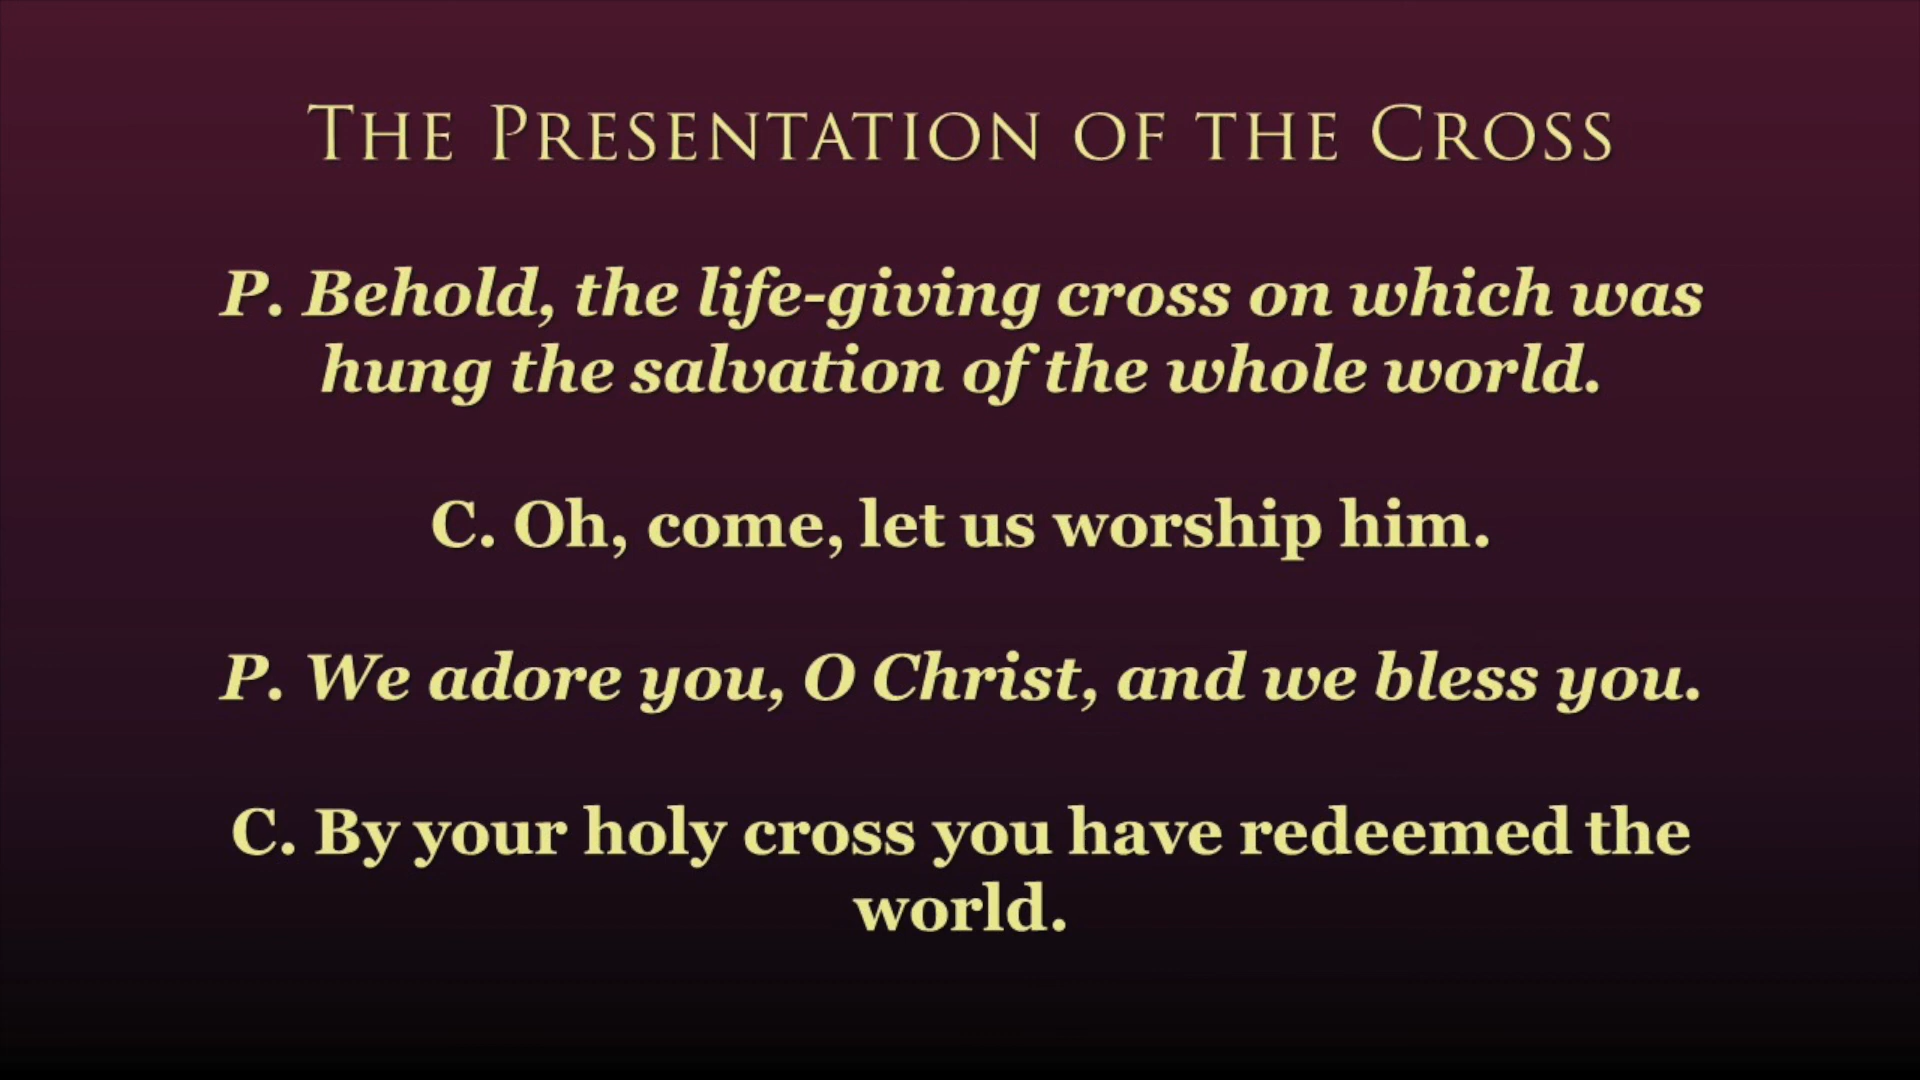 The Presentation of the Cross
P. Behold, the life-giving cross on which was
hung the salvation of the whole world.
C. Oh, come, let us worship him.
P. We adore you, O Christ, and we bless you.
C. By your holy cross you have redeemed the
world.